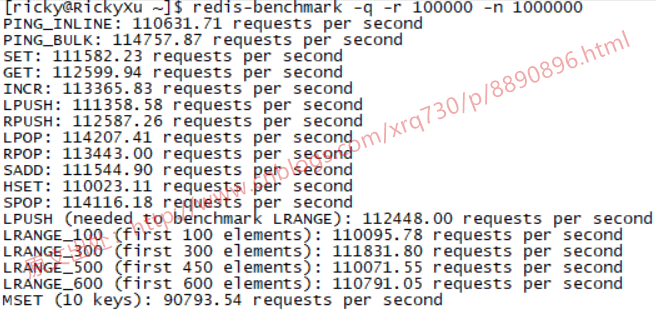 [ricky@RickyXu ~]$ redis-benchmark -q -r 100000 -n 1000000
PING_INLINE: 110631.71 requests per second
PING_BULK: 114757.87 requests per second
SET: 111582.23 requests per second
GET: 112599.94 requests per second
INCR: 113365.83 requests per second
LPUSH: 111358.58 requests per second
RPUSH: 112587.26 requests per second
LPOP: 114207.41 requests per second
RPOP: 113443.00 requests per second
SADD: 111544.90 requests per second
HSET: 110023.11 requests per second
SPOP: 114116.18 requests per second
LPUSH (needed to benchmark LRANGE): 112448.00 requests per second
LRANGE_100 (first 100 elements): 110095.78 requests per second
LRANGE_300 (first 300 elements): 111831.80 requests per second
LRANGE_500 (first 450 elements): 110071.55 requests per second
LRANGE_600 (first 600 elements): 110791.05 requests per second
MSET (10 keys): 90793.54 requests per second
原文出处:http://www.cnblogs.com/xrq730/p/8890896.html